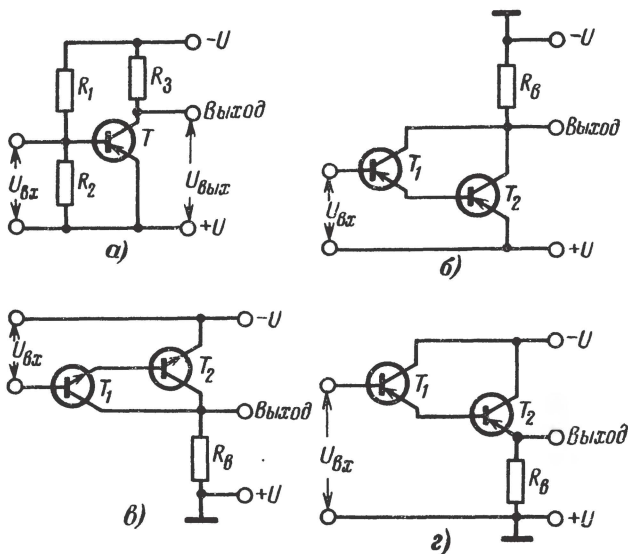 -U
R₁
R₃
Выход
T
Uвх
R₂
Uвых
+U
а)
-U
Rв
Выход
T₁
T₂
Uвх
+U
б)
-U
Uвх
T₁
T₂
Выход
Rв
+U
в)
-U
T₁
T₂
Выход
Uвх
Rв
+U
г)